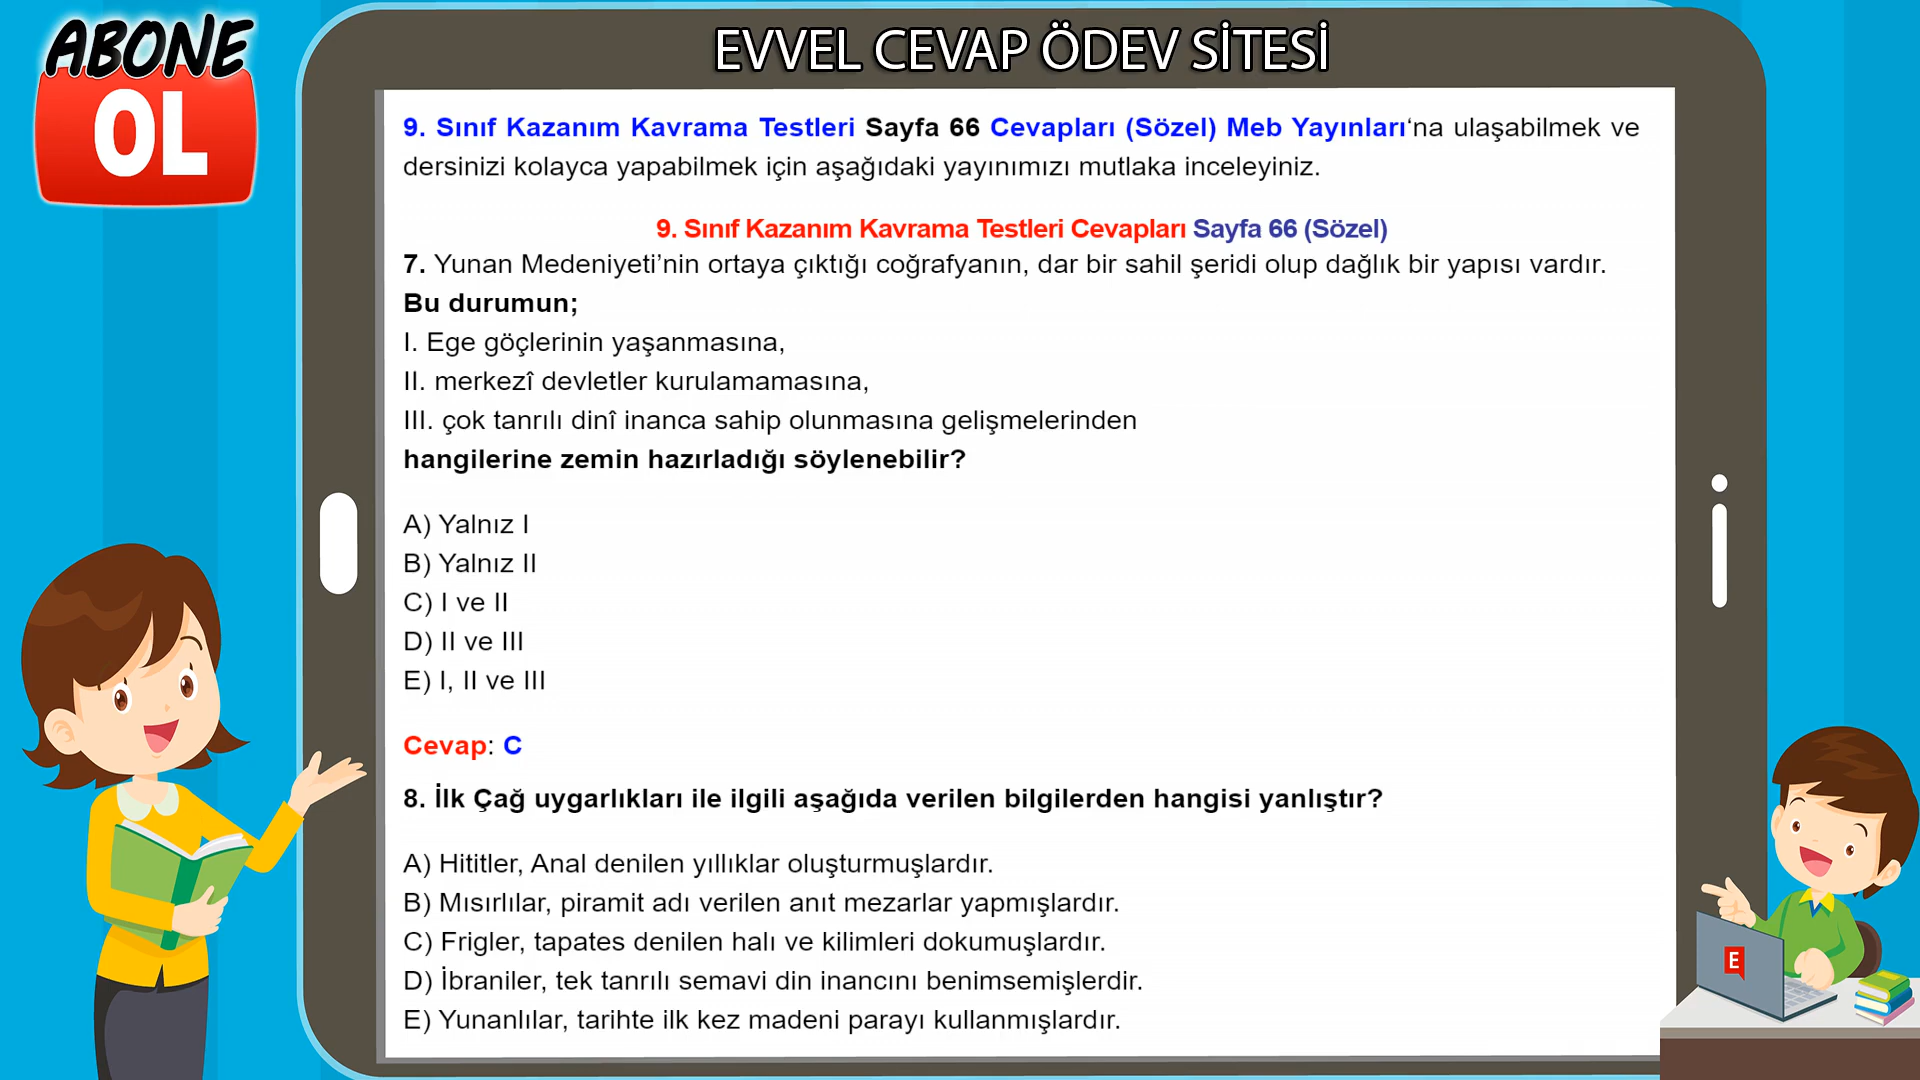 ABONE
OL
EVVEL CEVAP ÖDEV SİTESİ
9. Sınıf Kazanım Kavrama Testleri Sayfa 66 Cevapları (Sözel) Meb Yayınları‘na ulaşabilmek ve
dersinizi kolayca yapabilmek için aşağıdaki yayınımızı mutlaka inceleyiniz.
9. Sınıf Kazanım Kavrama Testleri Cevapları Sayfa 66 (Sözel)
7. Yunan Medeniyeti’nin ortaya çıktığı coğrafyanın, dar bir sahil şeridi olup dağlık bir yapısı vardır.
Bu durumun;
I. Ege göçlerinin yaşanmasına,
II. merkezî devletler kurulamamasına,
III. çok tanrılı dinî inanca sahip olunmasına gelişmelerinden
hangilerine zemin hazırladığı söylenebilir?
A) Yalnız I
B) Yalnız II
C) I ve II
D) II ve III
E) I, II ve III
Cevap: C
8. İlk Çağ uygarlıkları ile ilgili aşağıda verilen bilgilerden hangisi yanlıştır?
A) Hititler, Anal denilen yıllıklar oluşturmuşlardır.
B) Mısırlılar, piramit adı verilen anıt mezarlar yapmışlardır.
C) Frigler, tapates denilen halı ve kilimleri dokumuşlardır.
D) İbraniler, tek tanrılı semavi din inancını benimsemişlerdir.
E) Yunanlılar, tarihte ilk kez madeni parayı kullanmışlardır.
E